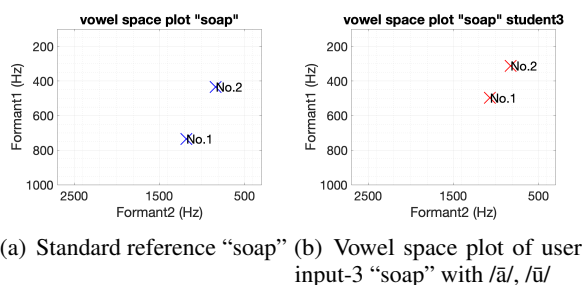 vowel space plot "soap"
200
400
600
800
1000
Formant1 (Hz)
No.2
No.1
2500
1500
500
Formant2 (Hz)
(a) Standard reference “soap”
vowel space plot "soap" student3
200
400
600
800
1000
Formant1 (Hz)
No.2
No.1
2500
1500
500
Formant2 (Hz)
(b) Vowel space plot of user
input-3 “soap” with /ā/, /ū/